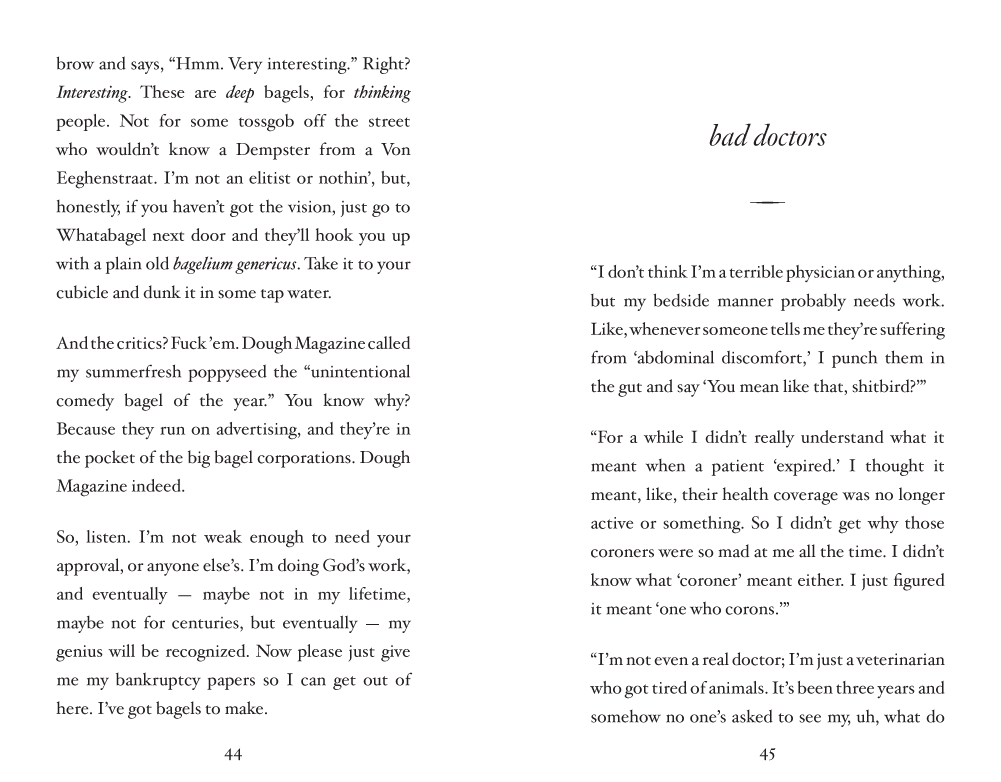 brow and says, “Hmm. Very interesting.” Right?
Interesting. These are deep bagels, for thinking
people. Not for some tossgob off the street
who wouldn’t know a Dempster from a Von
Eeghenstraat. I’m not an elitist or nothin’, but,
honestly, if you haven’t got the vision, just go to
Whatabagel next door and they’ll hook you up
with a plain old bagelium genericus. Take it to your
cubicle and dunk it in some tap water.
And the critics? Fuck ’em. Dough Magazine called
my summerfresh poppyseed the “unintentional
comedy bagel of the year.” You know why?
Because they run on advertising, and they’re in
the pocket of the big bagel corporations. Dough
Magazine indeed.
So, listen. I’m not weak enough to need your
approval, or anyone else’s. I’m doing God’s work,
and eventually — maybe not in my lifetime,
maybe not for centuries, but eventually — my
genius will be recognized. Now please just give
me my bankruptcy papers so I can get out of
here. I’ve got bagels to make.
44
bad doctors
“I don’t think I’m a terrible physician or anything,
but my bedside manner probably needs work.
Like, whenever someone tells me they’re suffering
from ‘abdominal discomfort,’ I punch them in
the gut and say ‘You mean like that, shitbird?’”
“For a while I didn’t really understand what it
meant when a patient ‘expired.’ I thought it
meant, like, their health coverage was no longer
active or something. So I didn’t get why those
coroners were so mad at me all the time. I didn’t
know what ‘coroner’ meant either. I just figured
it meant ‘one who corons.’”
“I’m not even a real doctor; I’m just a veterinarian
who got tired of animals. It’s been three years and
somehow no one’s asked to see my, uh, what do
45